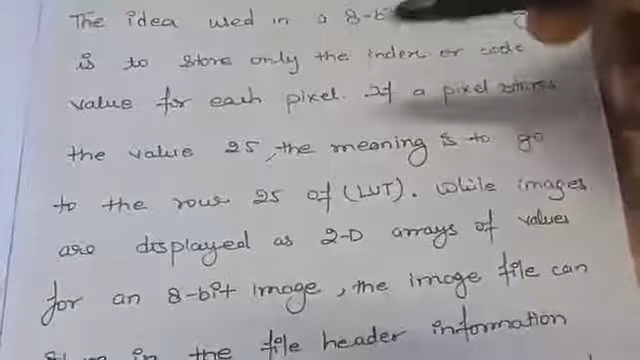 The idea used in a 8-bit
is to store only the index or code
value for each pixel. If a pixel stores
the value 25, the meaning is to go
to the row 25 of (LUT). While images
are displayed as 2-D arrays of values
for an 8-bit image, the image file can
in the file header information